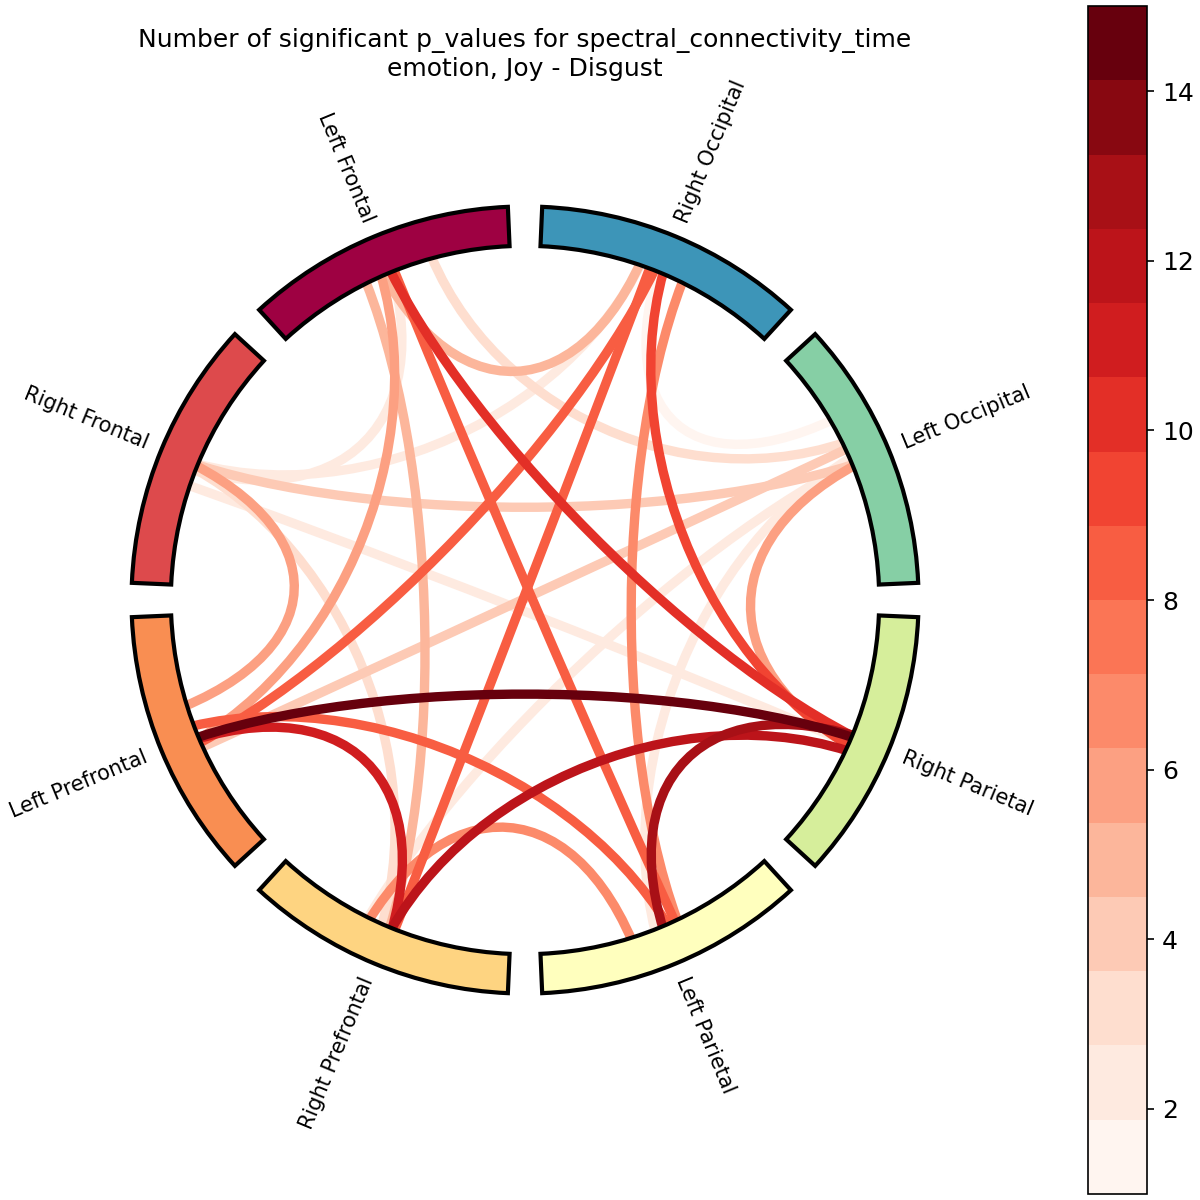 Number of significant p_values for spectral_connectivity_time
emotion, Joy - Disgust
Left Frontal
Right Occipital
Right Frontal
Left Occipital
Left Prefrontal
Right Parietal
Right Prefrontal
Left Parietal
14
12
10
8
6
4
2